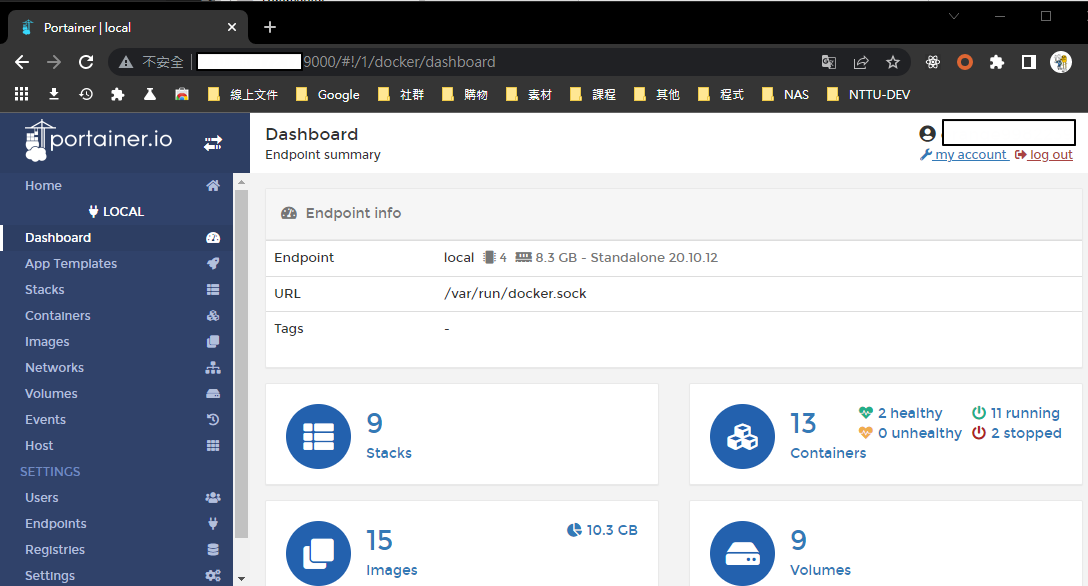 Portainer | local
不安全
9000/#!/1/docker/dashboard
線上文件 Google 社群 購物 素材 課程 其他 程式 NAS NTTU-DEV
portainer.io
Home
LOCAL
Dashboard
App Templates
Stacks
Containers
Images
Networks
Volumes
Events
Host
SETTINGS
Users
Endpoints
Registries
Settings
Dashboard
Endpoint summary
my account log out
Endpoint info
Endpoint local 4 8.3 GB - Standalone 20.10.12
URL /var/run/docker.sock
Tags -
9
Stacks
13
Containers
2 healthy 11 running
0 unhealthy 2 stopped
15
Images
10.3 GB
9
Volumes